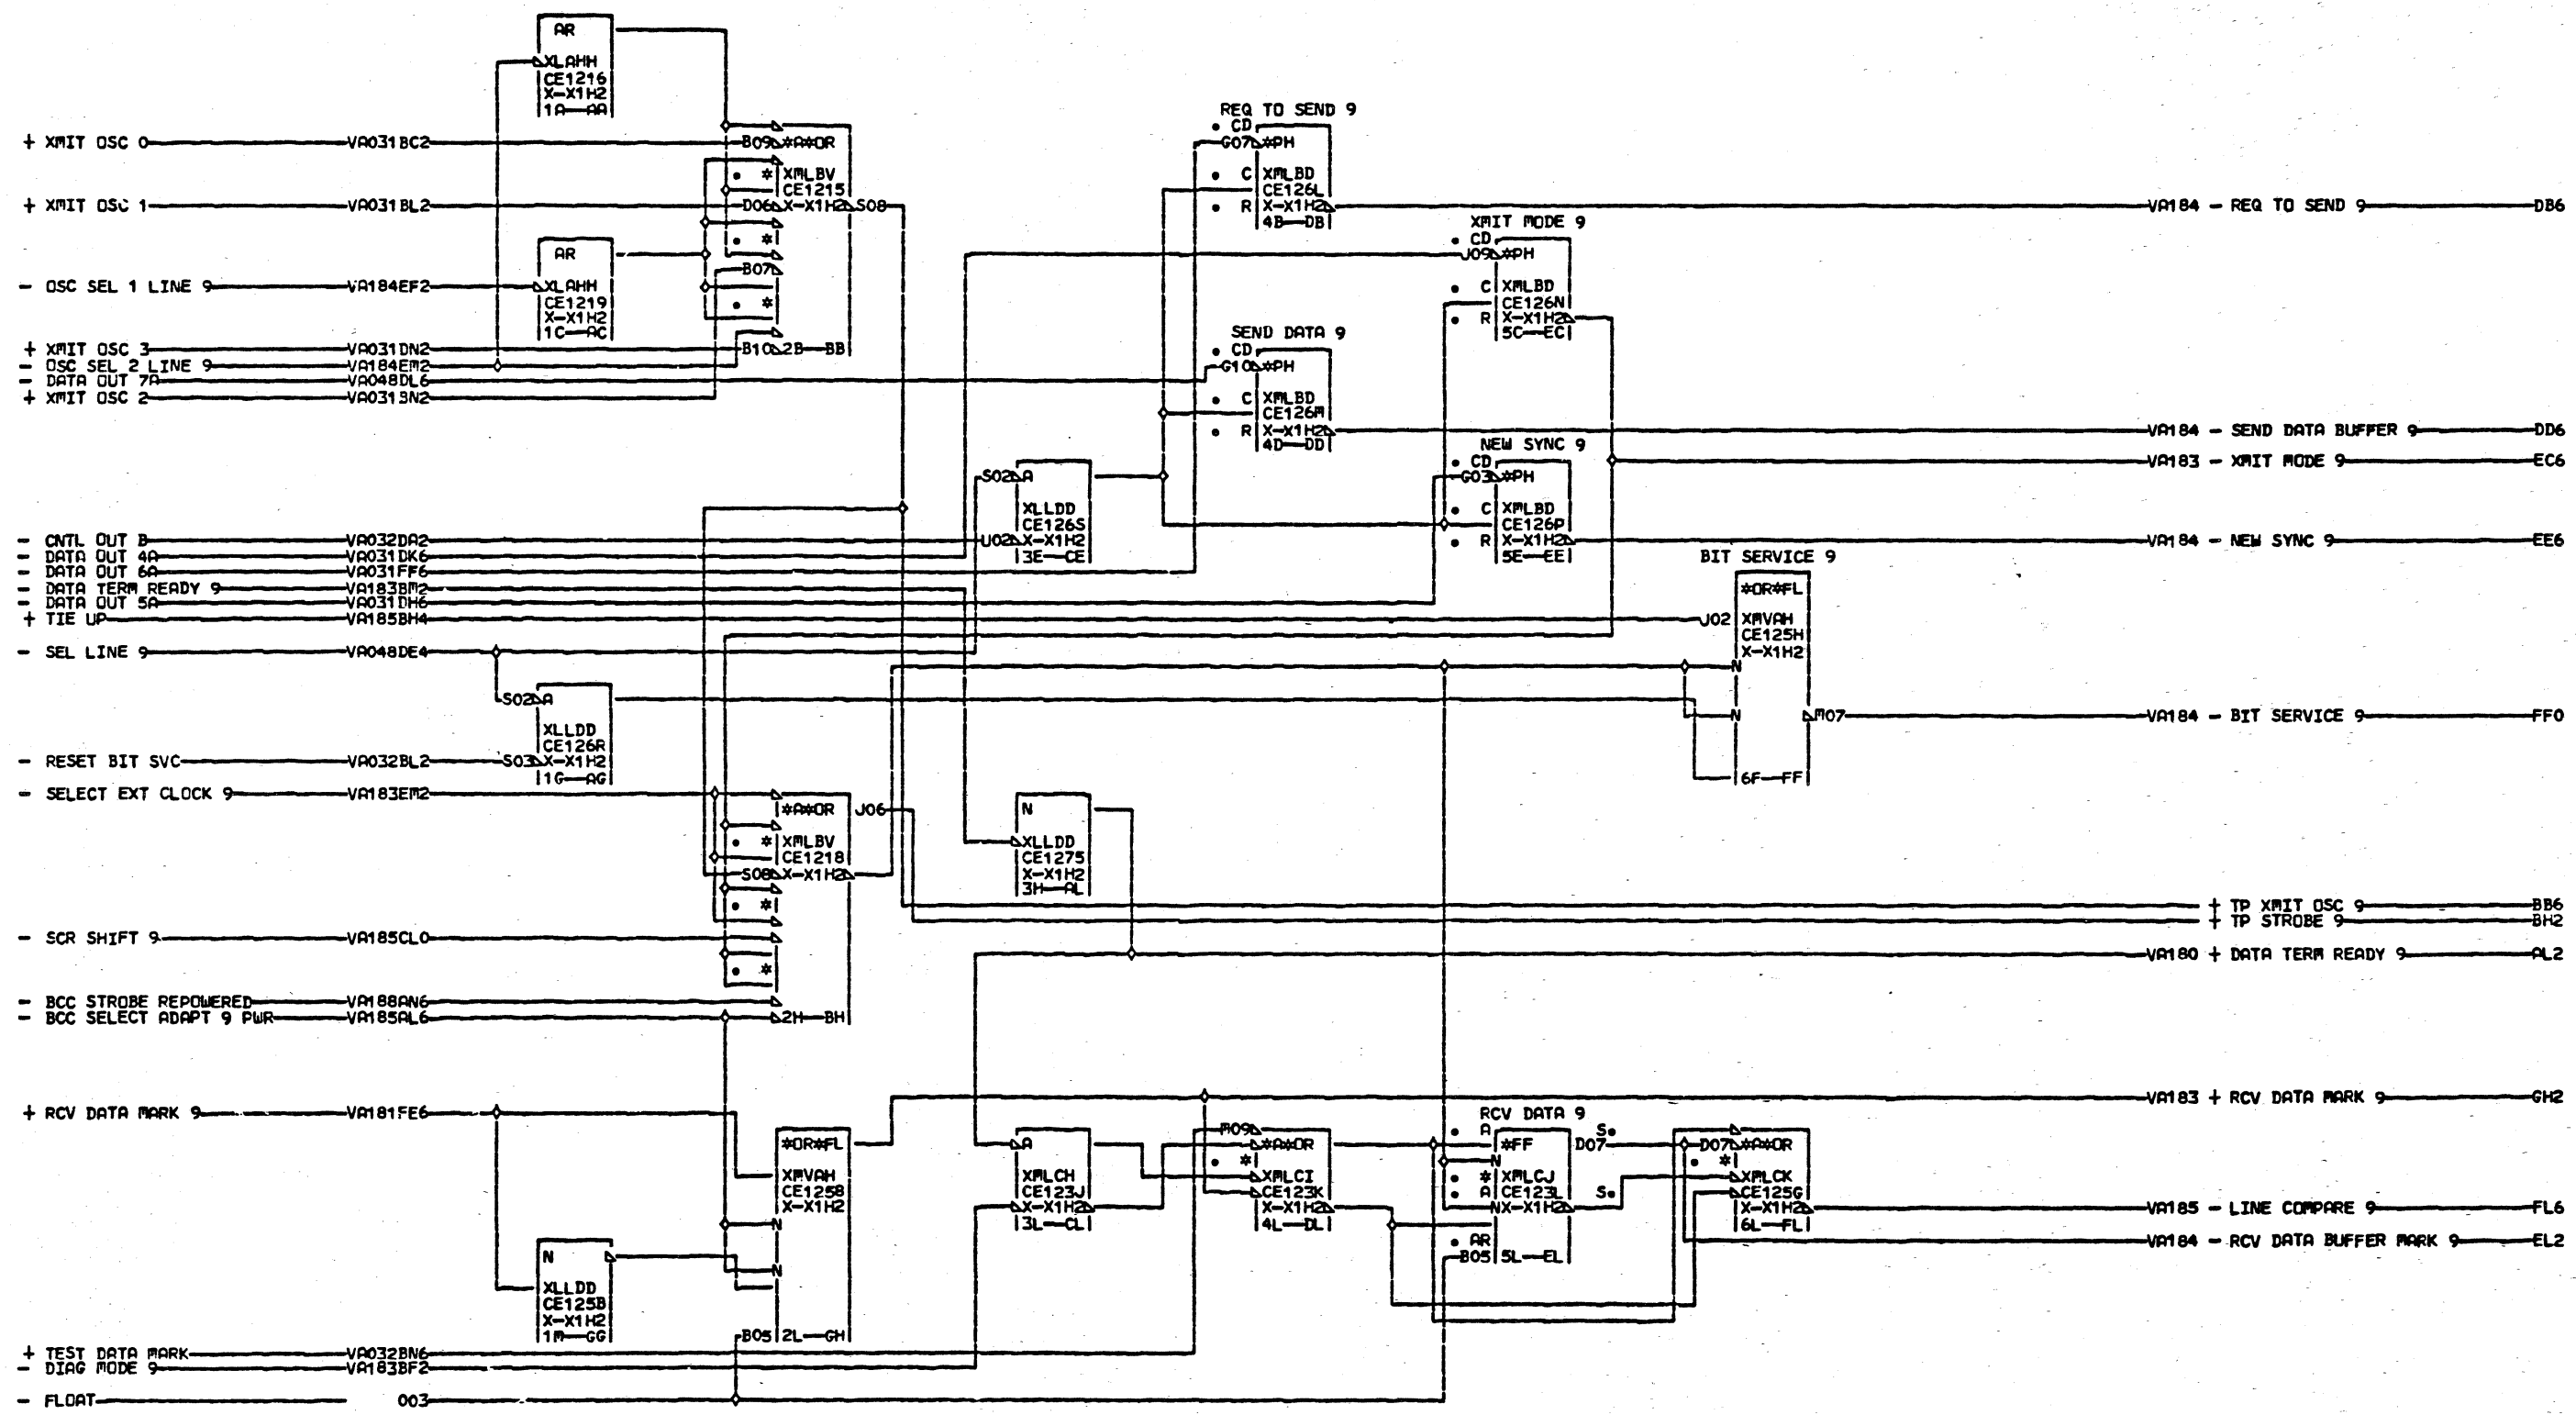 AR
XLAHH
CE1216
X-X1H2
1A—AA
+ XMIT OSC 0 VA031BC2 B09 *A*OR
* XMLBV
CE1215
+ XMIT OSC 1 VA031BL2 D06 X-X1H2 S08
*
AR
B07
- OSC SEL 1 LINE 9 VA184EF2 XLAHH
CE1219
X-X1H2
1C—AC
*
+ XMIT OSC 3 VA031DN2 B10 2B—BB
- OSC SEL 2 LINE 9 VA184EM2
- DATA OUT 7A VA048DL6
+ XMIT OSC 2 VA031BN2
REQ TO SEND 9
CD
G07 *PH
C XMLBD
CE126L
R X-X1H2
4B—DB
VA184 - REQ TO SEND 9 DB6
XMIT MODE 9
CD
J09 *PH
C XMLBD
CE126N
R X-X1H2
5C—EC
SEND DATA 9
CD
G10 *PH
C XMLBD
CE126M
R X-X1H2
4D—DD
VA184 - SEND DATA BUFFER 9 DD6
VA183 - XMIT MODE 9 EC6
NEW SYNC 9
CD
G03 *PH
C XMLBD
CE126P
R X-X1H2
5E—EE
VA184 - NEW SYNC 9 EE6
S02 A
XLLDD
CE126S
U02 X-X1H2
3E—CE
- CNTL OUT B VA032DA2
- DATA OUT 4A VA031DK6
- DATA OUT 6A VA031FF6
- DATA TERM READY 9 VA183BM2
- DATA OUT 5A VA031DH6
+ TIE UP VA185BH4
- SEL LINE 9 VA048DE4
BIT SERVICE 9
*OR*FL
J02 XMVAH
CE125H
X-X1H2
N
N M07
6F—FF
VA184 - BIT SERVICE 9 FF0
S02 A
XLLDD
CE126R
- RESET BIT SVC VA032BL2 S03 X-X1H2
1G—AG
- SELECT EXT CLOCK 9 VA183EM2
*A*OR J06
* XMLBV
CE1218
S08 X-X1H2
*
- SCR SHIFT 9 VA185CL0
*
- BCC STROBE REPOWERED VA188AN6
- BCC SELECT ADAPT 9 PWR VA185AL6 2H—BH
N
XLLDD
CE1275
X-X1H2
3H—AL
+ TP XMIT OSC 9 BB6
+ TP STROBE 9 BH2
VA180 + DATA TERM READY 9 AL2
VA183 + RCV DATA MARK 9 GH2
+ RCV DATA MARK 9 VA181FE6
*OR*FL
XMVAH
CE1258
X-X1H2
N
N
B05 2L—GH
N
XLLDD
CE125B
X-X1H2
1M—GG
A
XMLCH
CE123J
X-X1H2
3L—CL
M09
*A*OR
*
XMLCI
CE123K
X-X1H2
4L—DL
RCV DATA 9
A S
*FF D07
N
* XMLCJ
A CE123L S
N X-X1H2
AR
B05 5L—EL
D07 *A*OR
*
XMLCK
CE125G
X-X1H2
6L—FL
VA185 - LINE COMPARE 9 FL6
VA184 - RCV DATA BUFFER MARK 9 EL2
+ TEST DATA MARK VA032BN6
- DIAG MODE 9 VA183BF2
- FLOAT 003